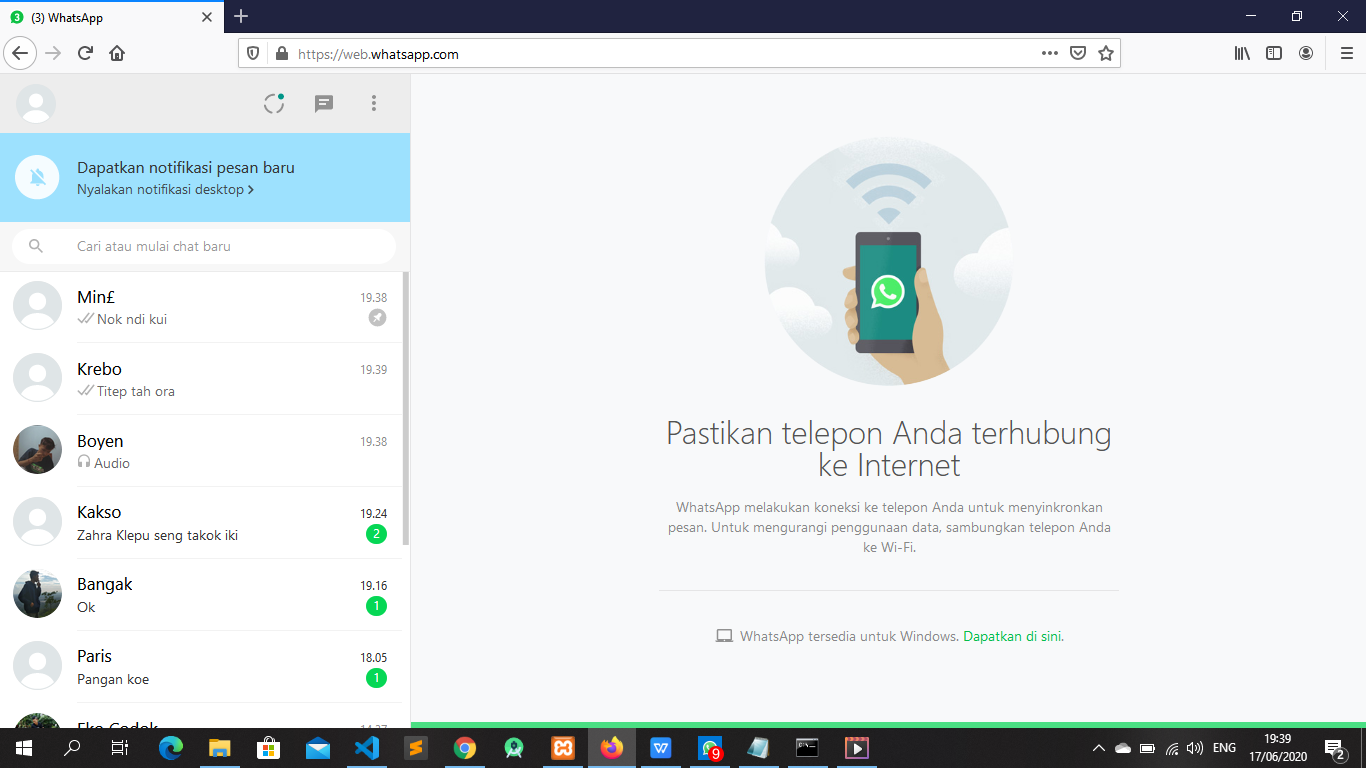 3
(3) WhatsApp
https://web.whatsapp.com
Dapatkan notifikasi pesan baru
Nyalakan notifikasi desktop
Cari atau mulai chat baru
Min£ 19.38
Nok ndi kui
Krebo 19.39
Titep tah ora
Boyen 19.38
Audio
Kakso 19.24
Zahra Klepu seng takok iki 2
Bangak 19.16
Ok 1
Paris 18.05
Pangan koe 1
Pastikan telepon Anda terhubung
ke Internet
WhatsApp melakukan koneksi ke telepon Anda untuk menyinkronkan
pesan. Untuk mengurangi penggunaan data, sambungkan telepon Anda
ke Wi-Fi.
WhatsApp tersedia untuk Windows. Dapatkan di sini.
9
ENG
19:39
17/06/2020
2